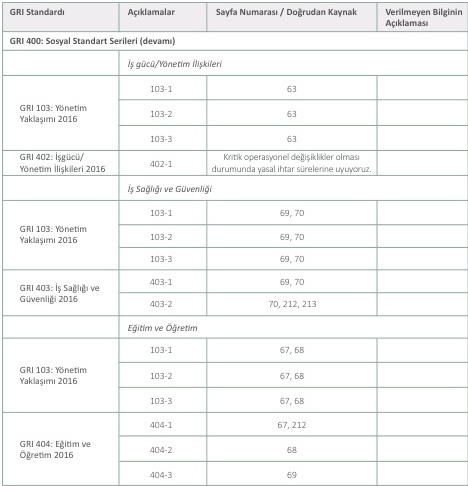 GRI Standardı Açıklamalar Sayfa Numarası / Doğrudan Kaynak Verilmeyen Bilginin
Açıklaması
GRI 400: Sosyal Standart Serileri (devamı)
İş gücü/Yönetim İlişkileri
GRI 103: Yönetim
Yaklaşımı 2016
103-1 63
103-2 63
103-3 63
GRI 402: İşgücü/
Yönetim İlişkileri 2016
402-1
Kritik operasyonel değişiklikler olması
durumunda yasal ihtar sürelerine uyuyoruz.
İş Sağlığı ve Güvenliği
GRI 103: Yönetim
Yaklaşımı 2016
103-1 69, 70
103-2 69, 70
103-3 69, 70
GRI 403: İş Sağlığı ve
Güvenliği 2016
403-1 69, 70
403-2 70, 212, 213
Eğitim ve Öğretim
GRI 103: Yönetim
Yaklaşımı 2016
103-1 67, 68
103-2 67, 68
103-3 67, 68
GRI 404: Eğitim ve
Öğretim 2016
404-1 67, 212
404-2 68
404-3 69